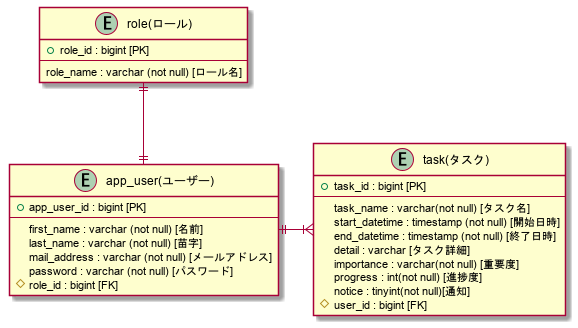 E role(ロール)
role_id : bigint [PK]
role_name : varchar (not null) [ロール名]
E app_user(ユーザー)
app_user_id : bigint [PK]
first_name : varchar (not null) [名前]
last_name : varchar (not null) [苗字]
mail_address : varchar (not null) [メールアドレス]
password : varchar (not null) [パスワード]
role_id : bigint [FK]
E task(タスク)
task_id : bigint [PK]
task_name : varchar(not null) [タスク名]
start_datetime : timestamp (not null) [開始日時]
end_datetime : timestamp (not null) [終了日時]
detail : varchar [タスク詳細]
importance : varchar(not null) [重要度]
progress : int(not null) [進捗度]
notice : tinyint(not null)[通知]
user_id : bigint [FK]